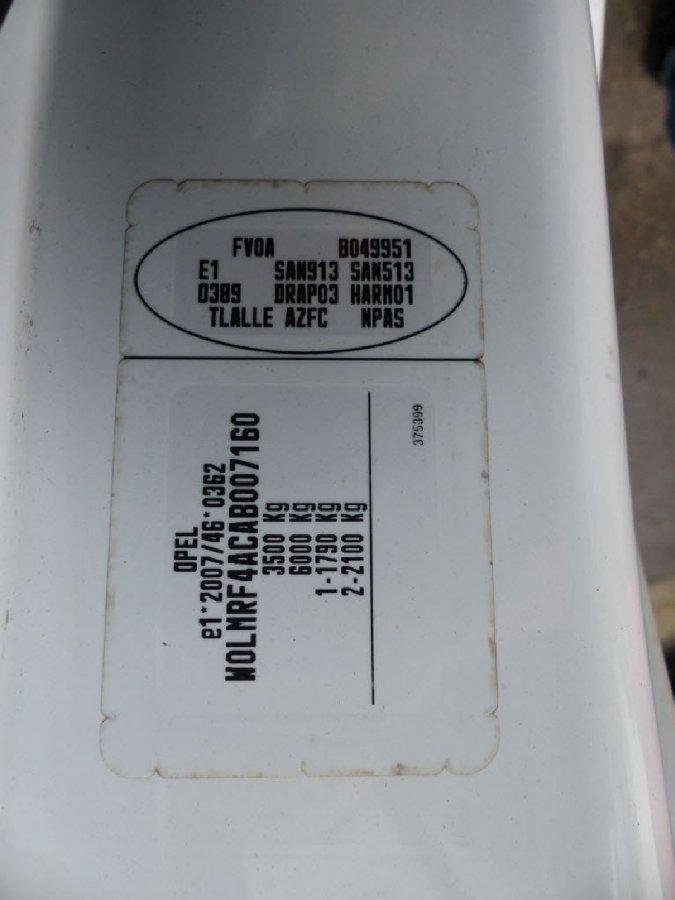 FV0A B049951
E1 SAN913 SAN513
0389 DRAP03 HARM01
TLALLE AZFC NPAS
OPEL
e1*2007/46*0362
W0LMRF4ACAB007160
3500 Kg
6000 Kg
1-1790 Kg
2-2100 Kg
375399